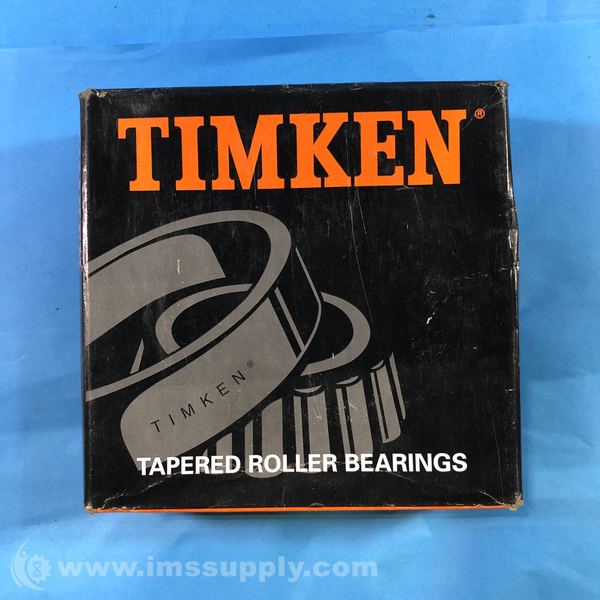 TIMKEN®
TIMKEN®
TAPERED ROLLER BEARINGS
www.imssupply.com